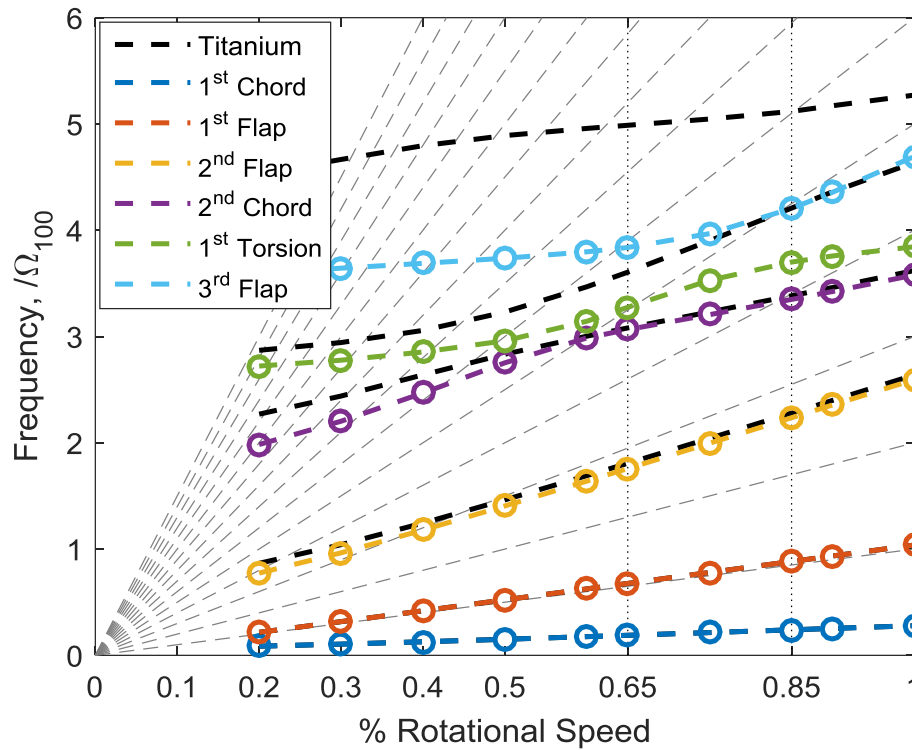 6
5
4
3
2
1
0
Frequency, /Ω₁₀₀
Titanium
1ˢᵗ Chord
1ˢᵗ Flap
2ⁿᵈ Flap
2ⁿᵈ Chord
1ˢᵗ Torsion
3ʳᵈ Flap
0 0.1 0.2 0.3 0.4 0.5 0.65 0.85 1
% Rotational Speed